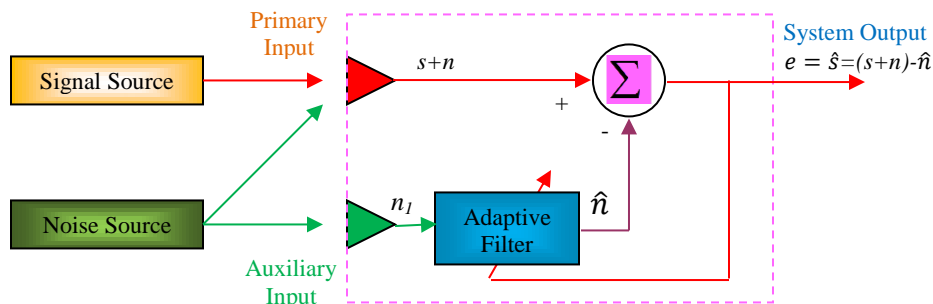 Primary
Input
System Output
s+n
e = ŝ=(s+n)-n̂
Signal Source
+
∑
-
n₁
n̂
Noise Source
Adaptive
Filter
Auxiliary
Input